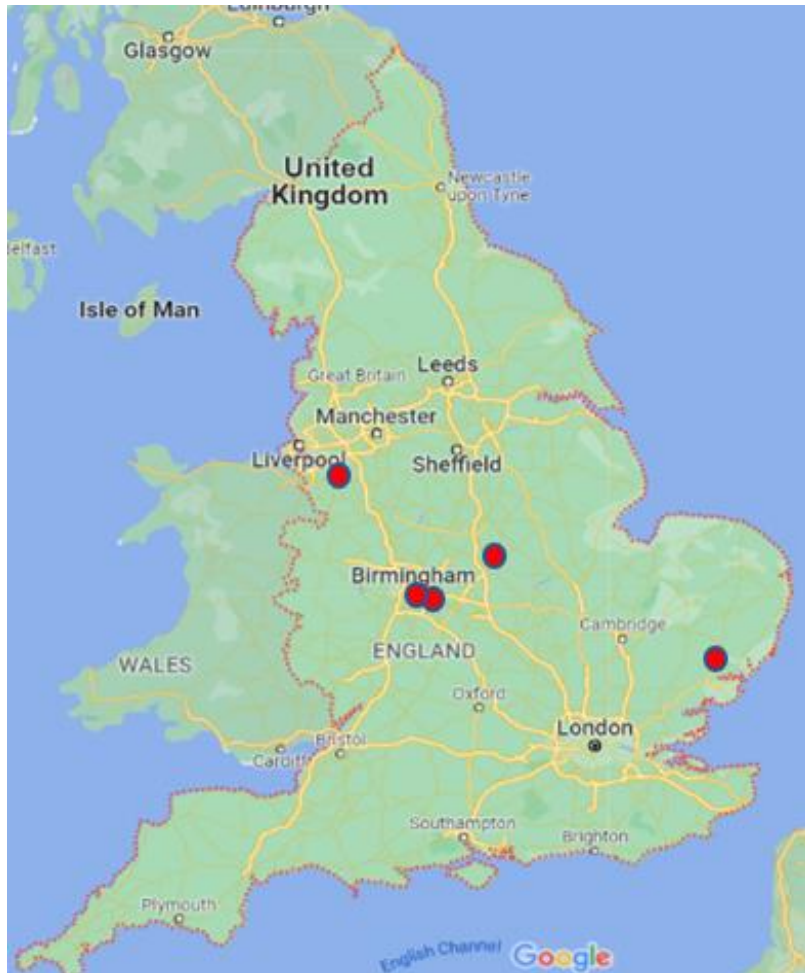 Edinburgh
Glasgow
United
Kingdom
Newcastle
upon Tyne
elfast
Isle of Man
Leeds
Great Britain
Manchester
Liverpool
Sheffield
Birmingham
Cambridge
WALES
ENGLAND
Oxford
London
Cardiff
Bristol
Southampton
Brighton
Plymouth
English Channel
Google